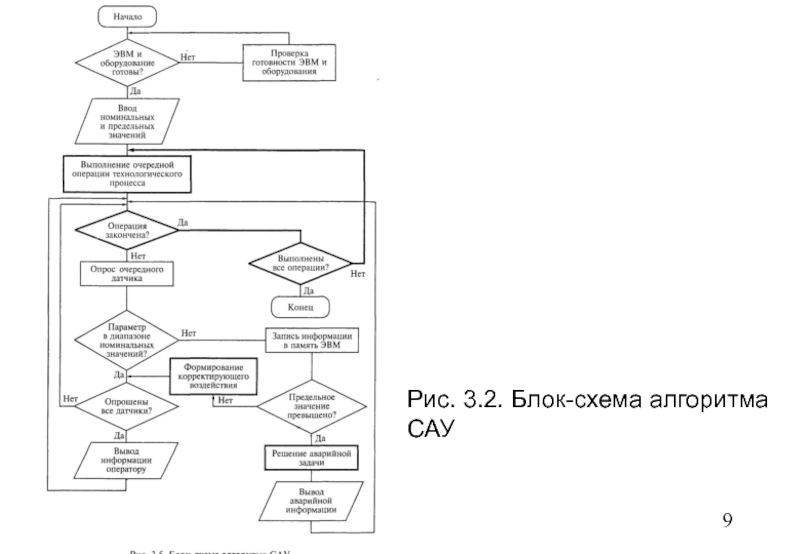 Начало
ЭВМ и
оборудование
готовы?
Нет
Проверка
готовности ЭВМ и
оборудования
Да
Ввод
номинальных
и предельных
значений
Выполнение очередной
операции технологического
процесса
Операция
закончена?
Да
Нет
Выполнены
все операции?
Нет
Да
Конец
Опрос очередного
датчика
Параметр
в диапазоне
номинальных
значений?
Нет
Запись информации
в память ЭВМ
Да
Формирование
корректирующего
воздействия
Нет
Опрошены
все датчики?
Нет
Предельное
значение
превышено?
Да
Вывод
информации
оператору
Да
Решение аварийной
задачи
Вывод
аварийной
информации
Рис. 3.2. Блок-схема алгоритма
САУ
9